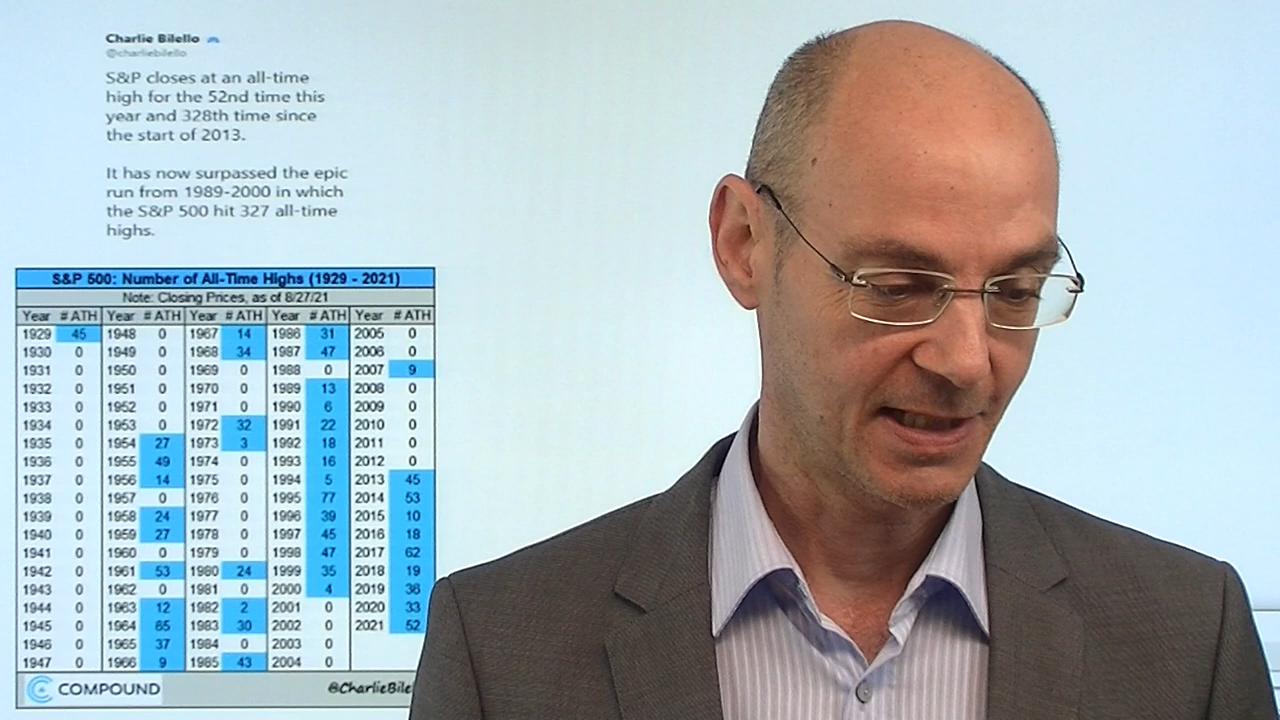 Charlie Bilello
@charliebilello
S&P closes at an all-time
high for the 52nd time this
year and 328th time since
the start of 2013.
It has now surpassed the epic
run from 1989-2000 in which
the S&P 500 hit 327 all-time
highs.
S&P 500: Number of All-Time Highs (1929 - 2021)
Note: Closing Prices, as of 8/27/21
Year # ATH Year # ATH Year # ATH Year # ATH Year # ATH
1929 45 1948 0 1967 14 1986 31 2005 0
1930 0 1949 0 1968 34 1987 47 2006 0
1931 0 1950 0 1969 0 1988 0 2007 9
1932 0 1951 0 1970 0 1989 13 2008 0
1933 0 1952 0 1971 0 1990 6 2009 0
1934 0 1953 0 1972 32 1991 22 2010 0
1935 0 1954 27 1973 3 1992 18 2011 0
1936 0 1955 49 1974 0 1993 16 2012 0
1937 0 1956 14 1975 0 1994 5 2013 45
1938 0 1957 0 1976 0 1995 77 2014 53
1939 0 1958 24 1977 0 1996 39 2015 10
1940 0 1959 27 1978 0 1997 45 2016 18
1941 0 1960 0 1979 0 1998 47 2017 62
1942 0 1961 53 1980 24 1999 35 2018 19
1943 0 1962 0 1981 0 2000 4 2019 36
1944 0 1963 12 1982 2 2001 0 2020 33
1945 0 1964 65 1983 30 2002 0 2021 52
1946 0 1965 37 1984 0 2003 0
1947 0 1966 9 1985 43 2004 0
COMPOUND @CharlieBile